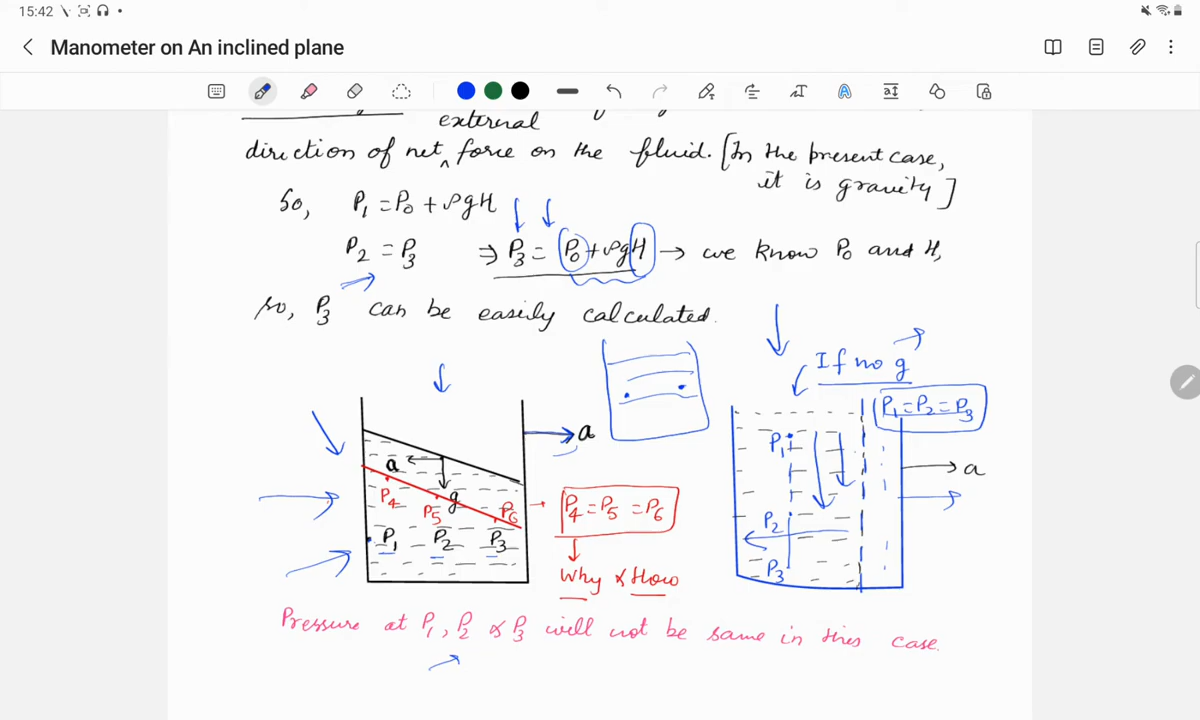 15:42
Manometer on An inclined plane
external
direction of net ‸ force on the fluid. [In the present case,
it is gravity]
So, P₁ = P₀ + ρgH
P₂ = P₃ ⇒ P₃ = P₀ + ρgH → we know P₀ and H,
so, P₃ can be easily calculated.
If no g
P₁ = P₂ = P₃
a
a
g
P₄
P₅
P₆
P₁ P₂ P₃
P₄ = P₅ = P₆
Why & How
P₁
P₂
P₃
a
Pressure at P₁, P₂ & P₃ will not be same in this case.